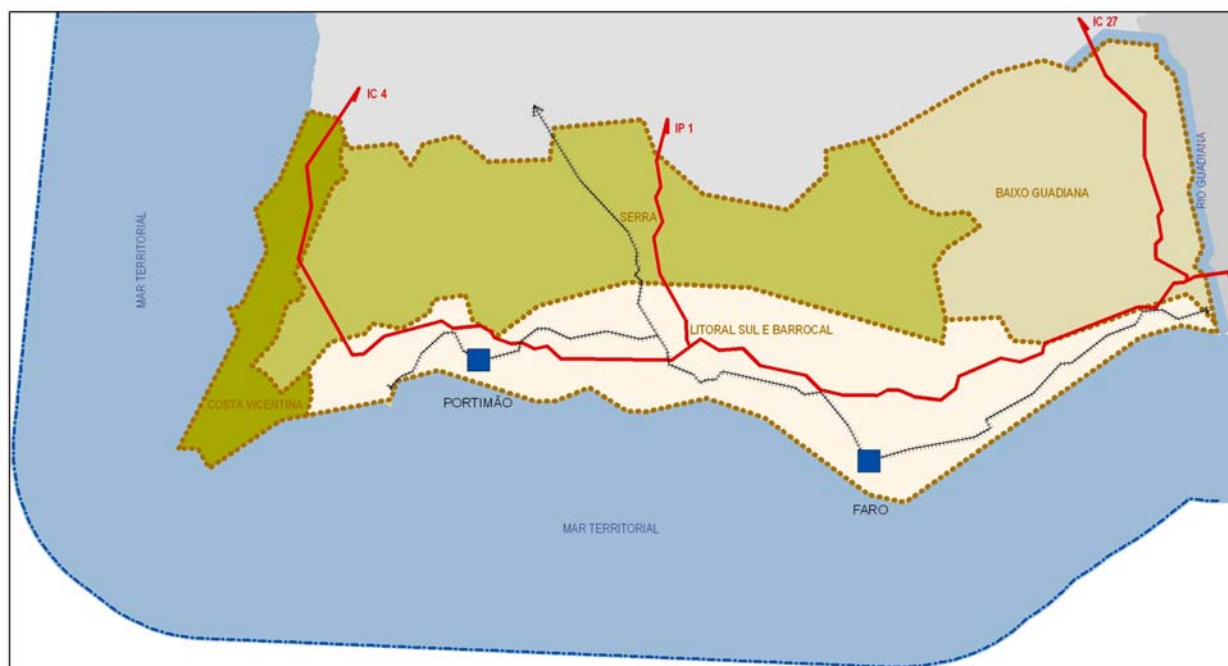 IC 27
IC 4
IP 1
BAIXO GUADIANA
RIO GUADIANA
SERRA
MAR TERRITORIAL
LITORAL SUL E BARROCAL
COSTA VICENTINA
PORTIMÃO
FARO
MAR TERRITORIAL